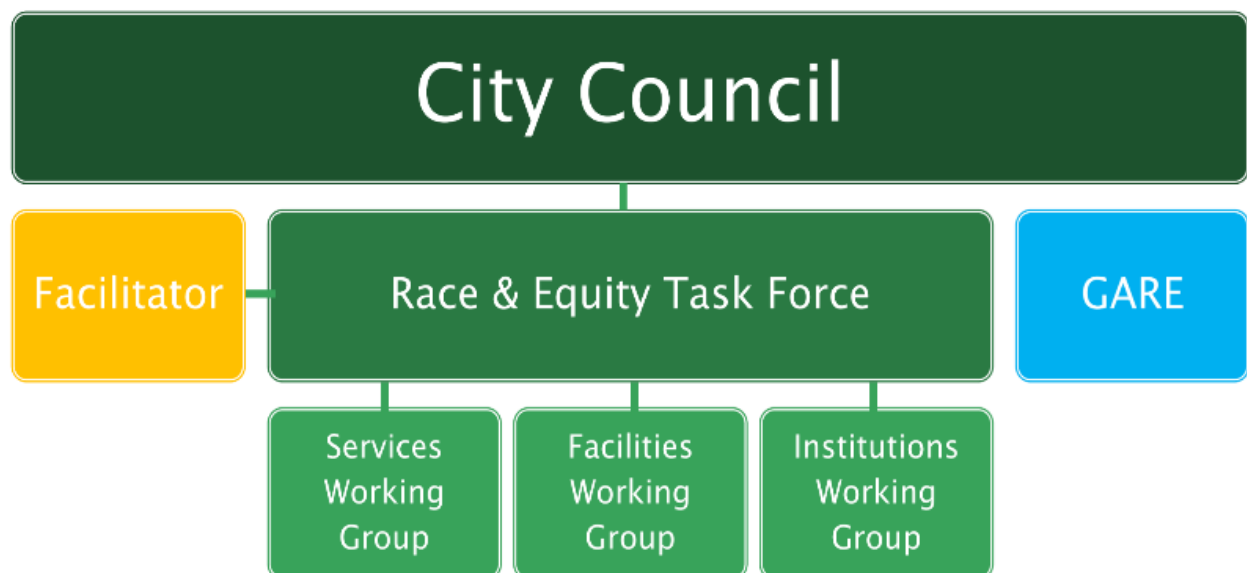 City Council
Facilitator
Race & Equity Task Force
GARE
Services
Working
Group
Facilities
Working
Group
Institutions
Working
Group